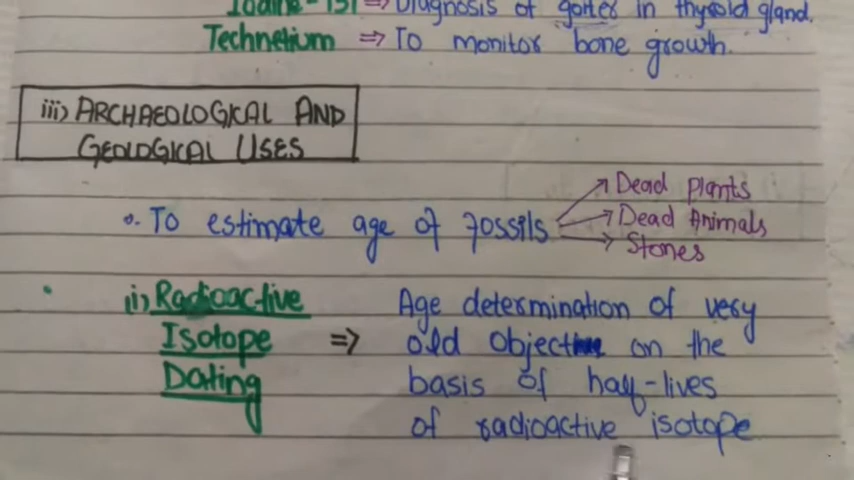 Iodine-131 ⇒ Diagnosis of goiter in thyroid gland.
Technetium ⇒ To monitor bone growth.
iii) ARCHAEOLOGICAL AND
GEOLOGICAL USES
→ Dead Plants
o. To estimate age of fossils → Dead Animals
→ Stones
(i) Radioactive Age determination of very
Isotope ⇒ old object on the
Dating basis of half-lives
of radioactive isotope